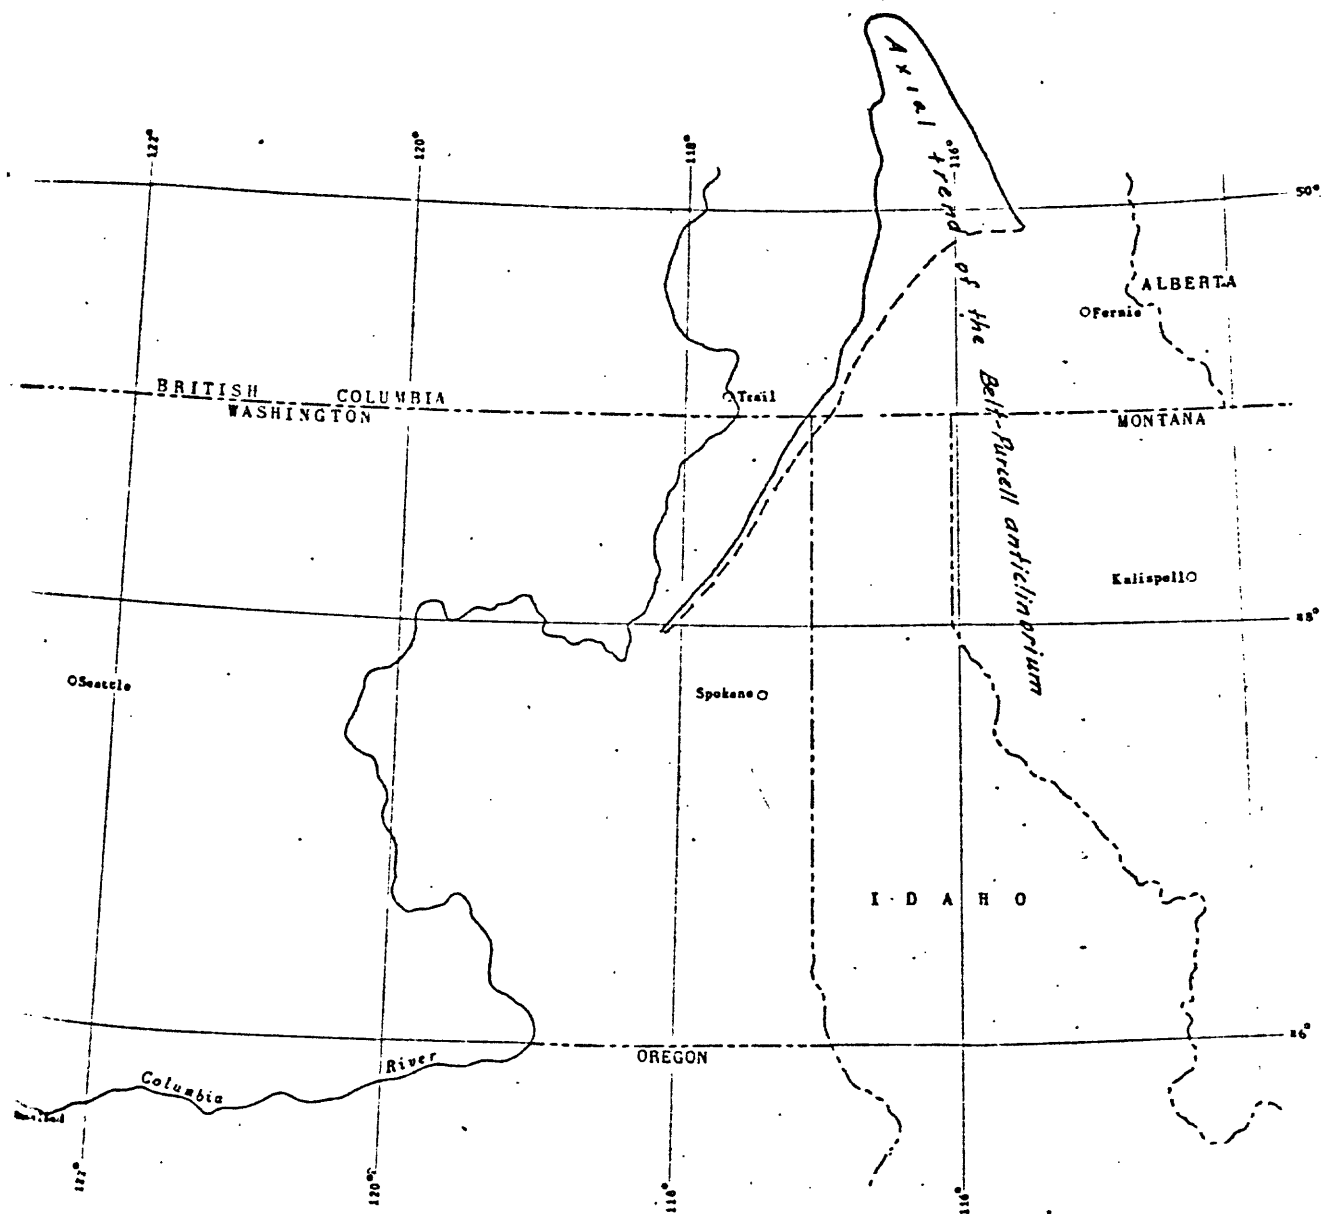 122°
120°
118°
116°
Axial trend of the Belt-Purcell anticlinorium
50°
ALBERTA
Fernie
BRITISH COLUMBIA
WASHINGTON
Trail
MONTANA
Kalispell
48°
Seattle
Spokane
I D A H O
46°
OREGON
Columbia River
122°
120°
118°
116°